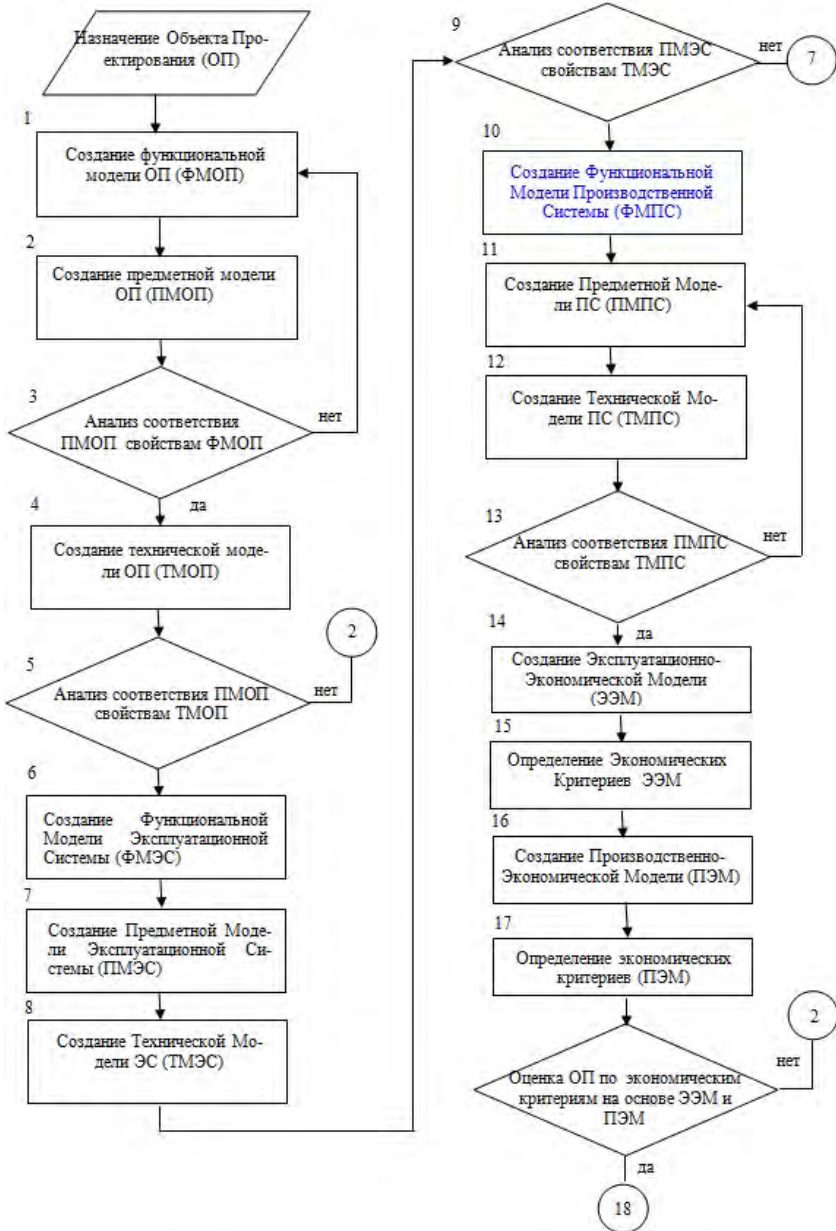 Назначение Объекта Про-
ектирования (ОП)
1
Создание функциональной
модели ОП (ФМОП)
2
Создание предметной модели
ОП (ПМОП)
3
Анализ соответствия
ПМОП свойствам ФМОП
нет
да
4
Создание технической моде-
ли ОП (ТМОП)
2
5
Анализ соответствия ПМОП
свойствам ТМОП
нет
6
Создание Функциональной
Модели Эксплуатационной
Системы (ФМЭС)
7
Создание Предметной Моде-
ли Эксплуатационной Си-
стемы (ПМЭС)
8
Создание Технической Мо-
дели ЭС (ТМЭС)
9
Анализ соответствия ПМЭС
свойствам ТМЭС
нет
7
10
Создание Функциональной
Модели Производственной
Системы (ФМПС)
11
Создание Предметной Моде-
ли ПС (ПМПС)
12
Создание Технической Мо-
дели ПС (ТМПС)
13
Анализ соответствия ПМПС
свойствам ТМПС
нет
14
да
Создание Эксплуатационно-
Экономической Модели
(ЭЭМ)
15
Определение Экономических
Критериев ЭЭМ
16
Создание Производственно-
Экономической Модели (ПЭМ)
17
Определение экономических
критериев (ПЭМ)
2
нет
Оценка ОП по экономическим
критериям на основе ЭЭМ и
ПЭМ
да
18